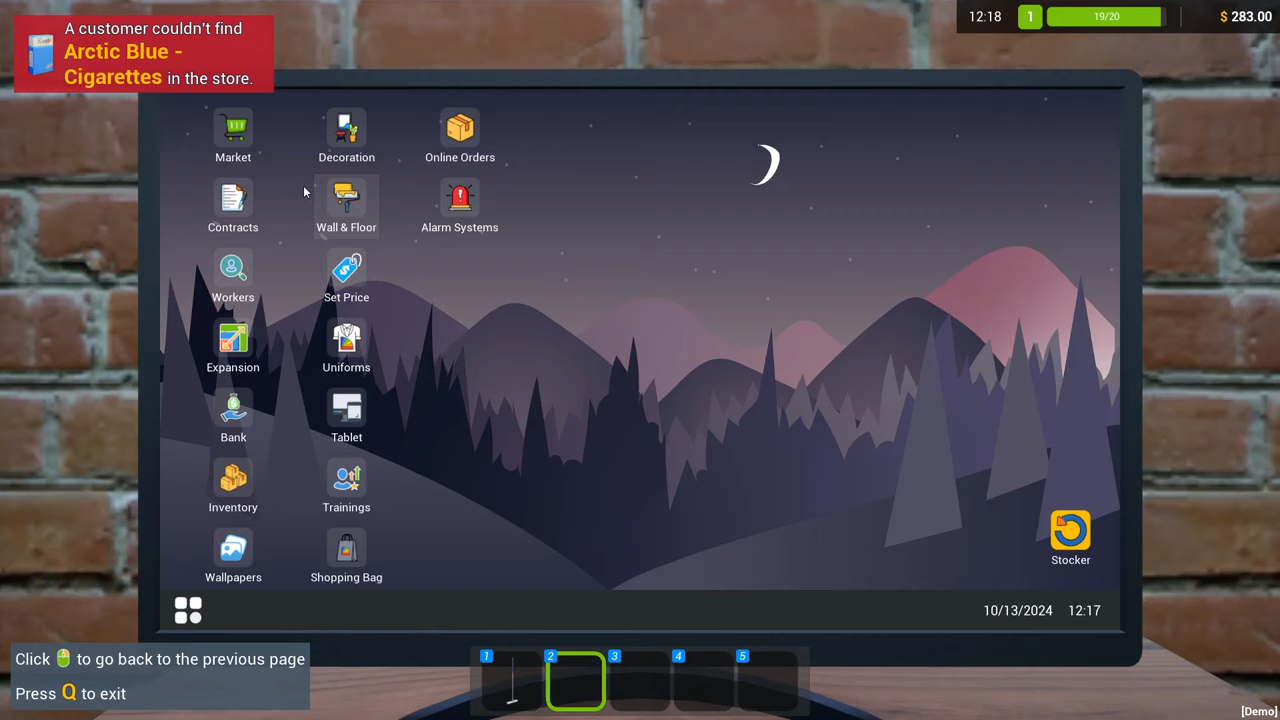 A customer couldn't find
Arctic Blue -
Cigarettes in the store.
12:18
1
19/20
$ 283.00
Market
Decoration
Online Orders
Contracts
Wall & Floor
Alarm Systems
Workers
Set Price
Expansion
Uniforms
Bank
Tablet
Inventory
Trainings
Wallpapers
Shopping Bag
Stocker
10/13/2024 12:17
Click to go back to the previous page
Press Q to exit
1
2
3
4
5
[Demo]